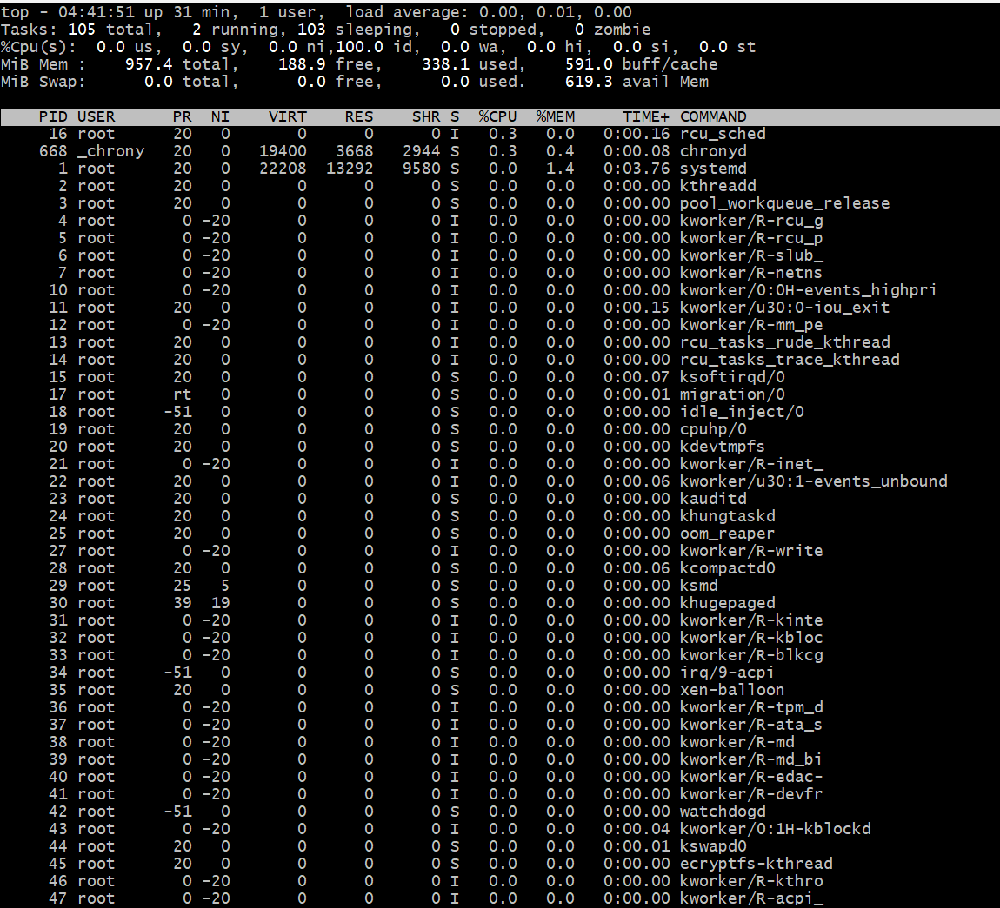 top - 04:41:51 up 31 min,  1 user,  load average: 0.00, 0.01, 0.00
Tasks: 105 total,   2 running, 103 sleeping,   0 stopped,   0 zombie
%Cpu(s):  0.0 us,  0.0 sy,  0.0 ni,100.0 id,  0.0 wa,  0.0 hi,  0.0 si,  0.0 st
MiB Mem :    957.4 total,    188.9 free,    338.1 used,    591.0 buff/cache
MiB Swap:      0.0 total,      0.0 free,      0.0 used.    619.3 avail Mem
PID USER      PR  NI    VIRT    RES    SHR S  %CPU  %MEM     TIME+ COMMAND
16 root      20   0       0      0      0 I   0.3   0.0   0:00.16 rcu_sched
668 _chrony   20   0   19400   3668   2944 S   0.3   0.4   0:00.08 chronyd
1 root      20   0   22208  13292   9580 S   0.0   1.4   0:03.76 systemd
2 root      20   0       0      0      0 S   0.0   0.0   0:00.00 kthreadd
3 root      20   0       0      0      0 S   0.0   0.0   0:00.00 pool_workqueue_release
4 root       0 -20       0      0      0 I   0.0   0.0   0:00.00 kworker/R-rcu_g
5 root       0 -20       0      0      0 I   0.0   0.0   0:00.00 kworker/R-rcu_p
6 root       0 -20       0      0      0 I   0.0   0.0   0:00.00 kworker/R-slub_
7 root       0 -20       0      0      0 I   0.0   0.0   0:00.00 kworker/R-netns
10 root       0 -20       0      0      0 I   0.0   0.0   0:00.00 kworker/0:0H-events_highpri
11 root      20   0       0      0      0 I   0.0   0.0   0:00.15 kworker/u30:0-iou_exit
12 root       0 -20       0      0      0 I   0.0   0.0   0:00.00 kworker/R-mm_pe
13 root      20   0       0      0      0 I   0.0   0.0   0:00.00 rcu_tasks_rude_kthread
14 root      20   0       0      0      0 I   0.0   0.0   0:00.00 rcu_tasks_trace_kthread
15 root      20   0       0      0      0 S   0.0   0.0   0:00.07 ksoftirqd/0
17 root      rt   0       0      0      0 S   0.0   0.0   0:00.01 migration/0
18 root     -51   0       0      0      0 S   0.0   0.0   0:00.00 idle_inject/0
19 root      20   0       0      0      0 S   0.0   0.0   0:00.00 cpuhp/0
20 root      20   0       0      0      0 S   0.0   0.0   0:00.00 kdevtmpfs
21 root       0 -20       0      0      0 I   0.0   0.0   0:00.00 kworker/R-inet_
22 root      20   0       0      0      0 I   0.0   0.0   0:00.06 kworker/u30:1-events_unbound
23 root      20   0       0      0      0 S   0.0   0.0   0:00.00 kauditd
24 root      20   0       0      0      0 S   0.0   0.0   0:00.00 khungtaskd
25 root      20   0       0      0      0 S   0.0   0.0   0:00.00 oom_reaper
27 root       0 -20       0      0      0 I   0.0   0.0   0:00.00 kworker/R-write
28 root      20   0       0      0      0 S   0.0   0.0   0:00.06 kcompactd0
29 root      25   5       0      0      0 S   0.0   0.0   0:00.00 ksmd
30 root      39  19       0      0      0 S   0.0   0.0   0:00.00 khugepaged
31 root       0 -20       0      0      0 I   0.0   0.0   0:00.00 kworker/R-kinte
32 root       0 -20       0      0      0 I   0.0   0.0   0:00.00 kworker/R-kbloc
33 root       0 -20       0      0      0 I   0.0   0.0   0:00.00 kworker/R-blkcg
34 root     -51   0       0      0      0 S   0.0   0.0   0:00.00 irq/9-acpi
35 root      20   0       0      0      0 S   0.0   0.0   0:00.00 xen-balloon
36 root       0 -20       0      0      0 I   0.0   0.0   0:00.00 kworker/R-tpm_d
37 root       0 -20       0      0      0 I   0.0   0.0   0:00.00 kworker/R-ata_s
38 root       0 -20       0      0      0 I   0.0   0.0   0:00.00 kworker/R-md
39 root       0 -20       0      0      0 I   0.0   0.0   0:00.00 kworker/R-md_bi
40 root       0 -20       0      0      0 I   0.0   0.0   0:00.00 kworker/R-edac-
41 root       0 -20       0      0      0 I   0.0   0.0   0:00.00 kworker/R-devfr
42 root     -51   0       0      0      0 S   0.0   0.0   0:00.00 watchdogd
43 root       0 -20       0      0      0 I   0.0   0.0   0:00.04 kworker/0:1H-kblockd
44 root      20   0       0      0      0 S   0.0   0.0   0:00.01 kswapd0
45 root      20   0       0      0      0 S   0.0   0.0   0:00.00 ecryptfs-kthread
46 root       0 -20       0      0      0 I   0.0   0.0   0:00.00 kworker/R-kthro
47 root       0 -20       0      0      0 I   0.0   0.0   0:00.00 kworker/R-acpi_